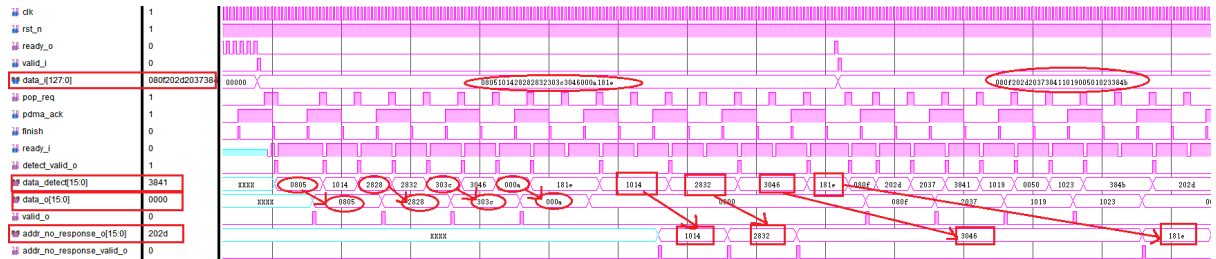 clk 1
rst_n 1
ready_o 0
valid_i 0
data_i[127:0] 080f202d2037384 00000 0805101428282832303c3046000a181e 080f202d20373841101900501023384b
pop_req 1
pdma_ack 1
finish 0
ready_i 0
detect_valid_o 1
data_detect[15:0] 3841 XXXX 0805 1014 2828 2832 303c 3046 000a 181e 1014 2832 3046 181e 080f 202d 2037 3841 1019 0050 1023 384b 202d
data_o[15:0] 0000 XXXX 0805 2828 303c 000a 0000 080f 2037 1019 1023 00
valid_o 0
addr_no_response_o[15:0] 202d XXXX 1014 2832 3046 181e
addr_no_response_valid_o 0